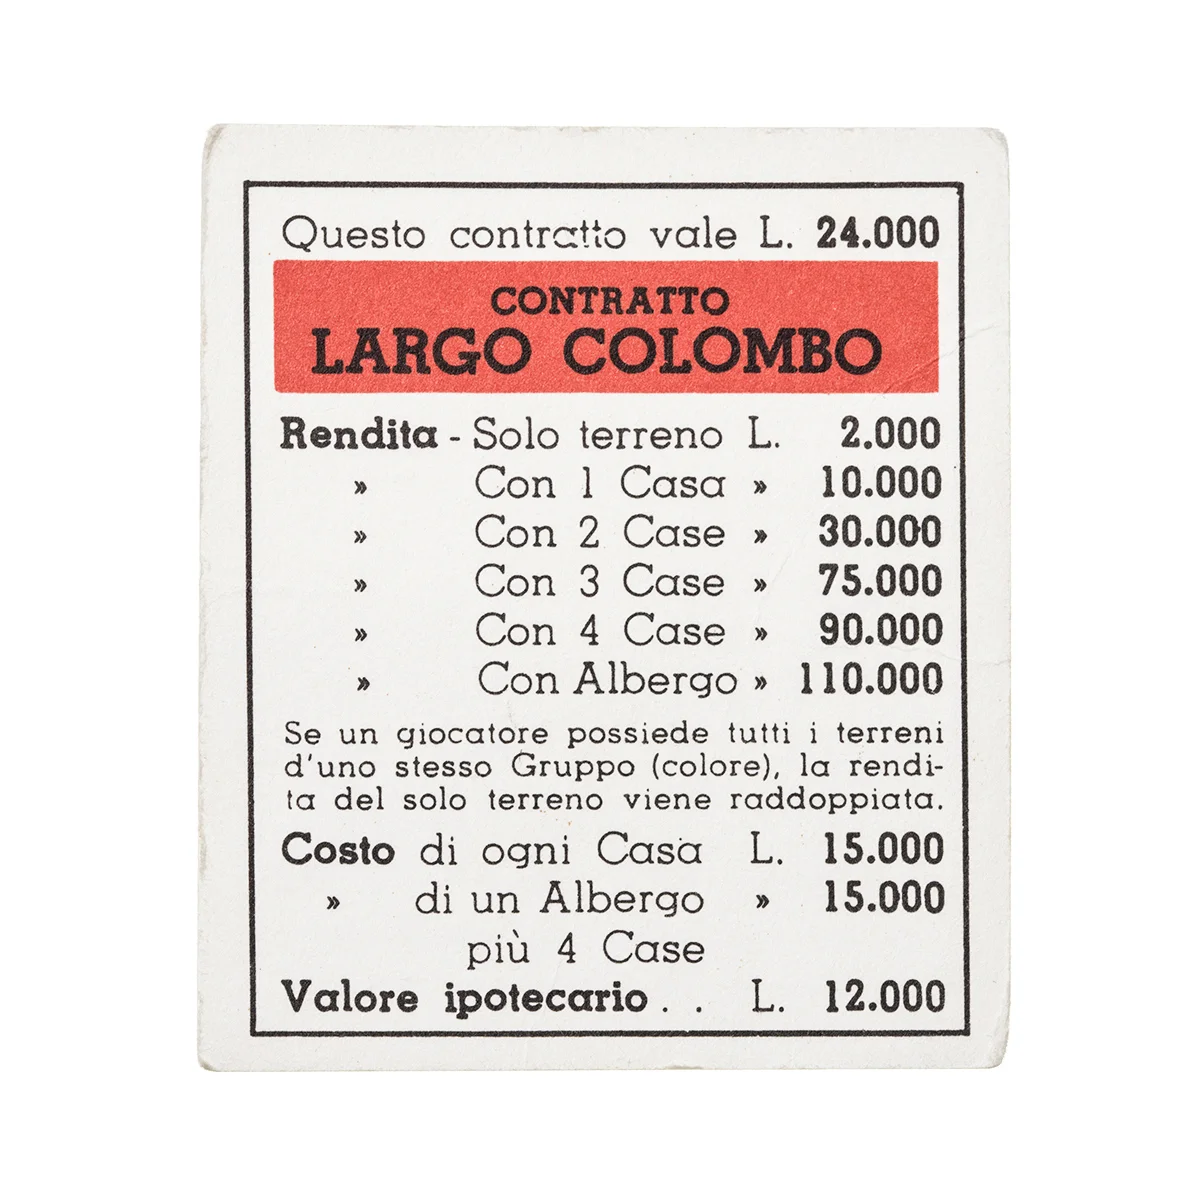 Questo contratto vale L. 24.000
CONTRATTO
LARGO COLOMBO
Rendita - Solo terreno L. 2.000
» Con 1 Casa » 10.000
» Con 2 Case » 30.000
» Con 3 Case » 75.000
» Con 4 Case » 90.000
» Con Albergo » 110.000
Se un giocatore possiede tutti i terreni
d'uno stesso Gruppo (colore), la rendi-
ta del solo terreno viene raddoppiata.
Costo di ogni Casa L. 15.000
» di un Albergo » 15.000
più 4 Case
Valore ipotecario . . L. 12.000